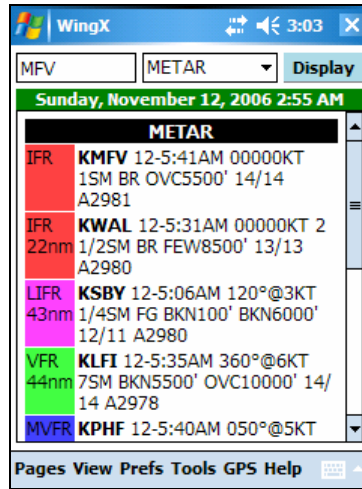 WingX 3:03
MFV METAR Display
Sunday, November 12, 2006 2:55 AM
METAR
IFR KMFV 12-5:41AM 00000KT
1SM BR OVC5500' 14/14
A2981
IFR KWAL 12-5:31AM 00000KT 2
22nm 1/2SM BR FEW8500' 13/13
A2980
LIFR KSBY 12-5:06AM 120°@3KT
43nm 1/4SM FG BKN100' BKN6000'
12/11 A2980
VFR KLFI 12-5:35AM 360°@6KT
44nm 7SM BKN5500' OVC10000' 14/
14 A2978
MVFR KPHF 12-5:40AM 050°@5KT
Pages View Prefs Tools GPS Help